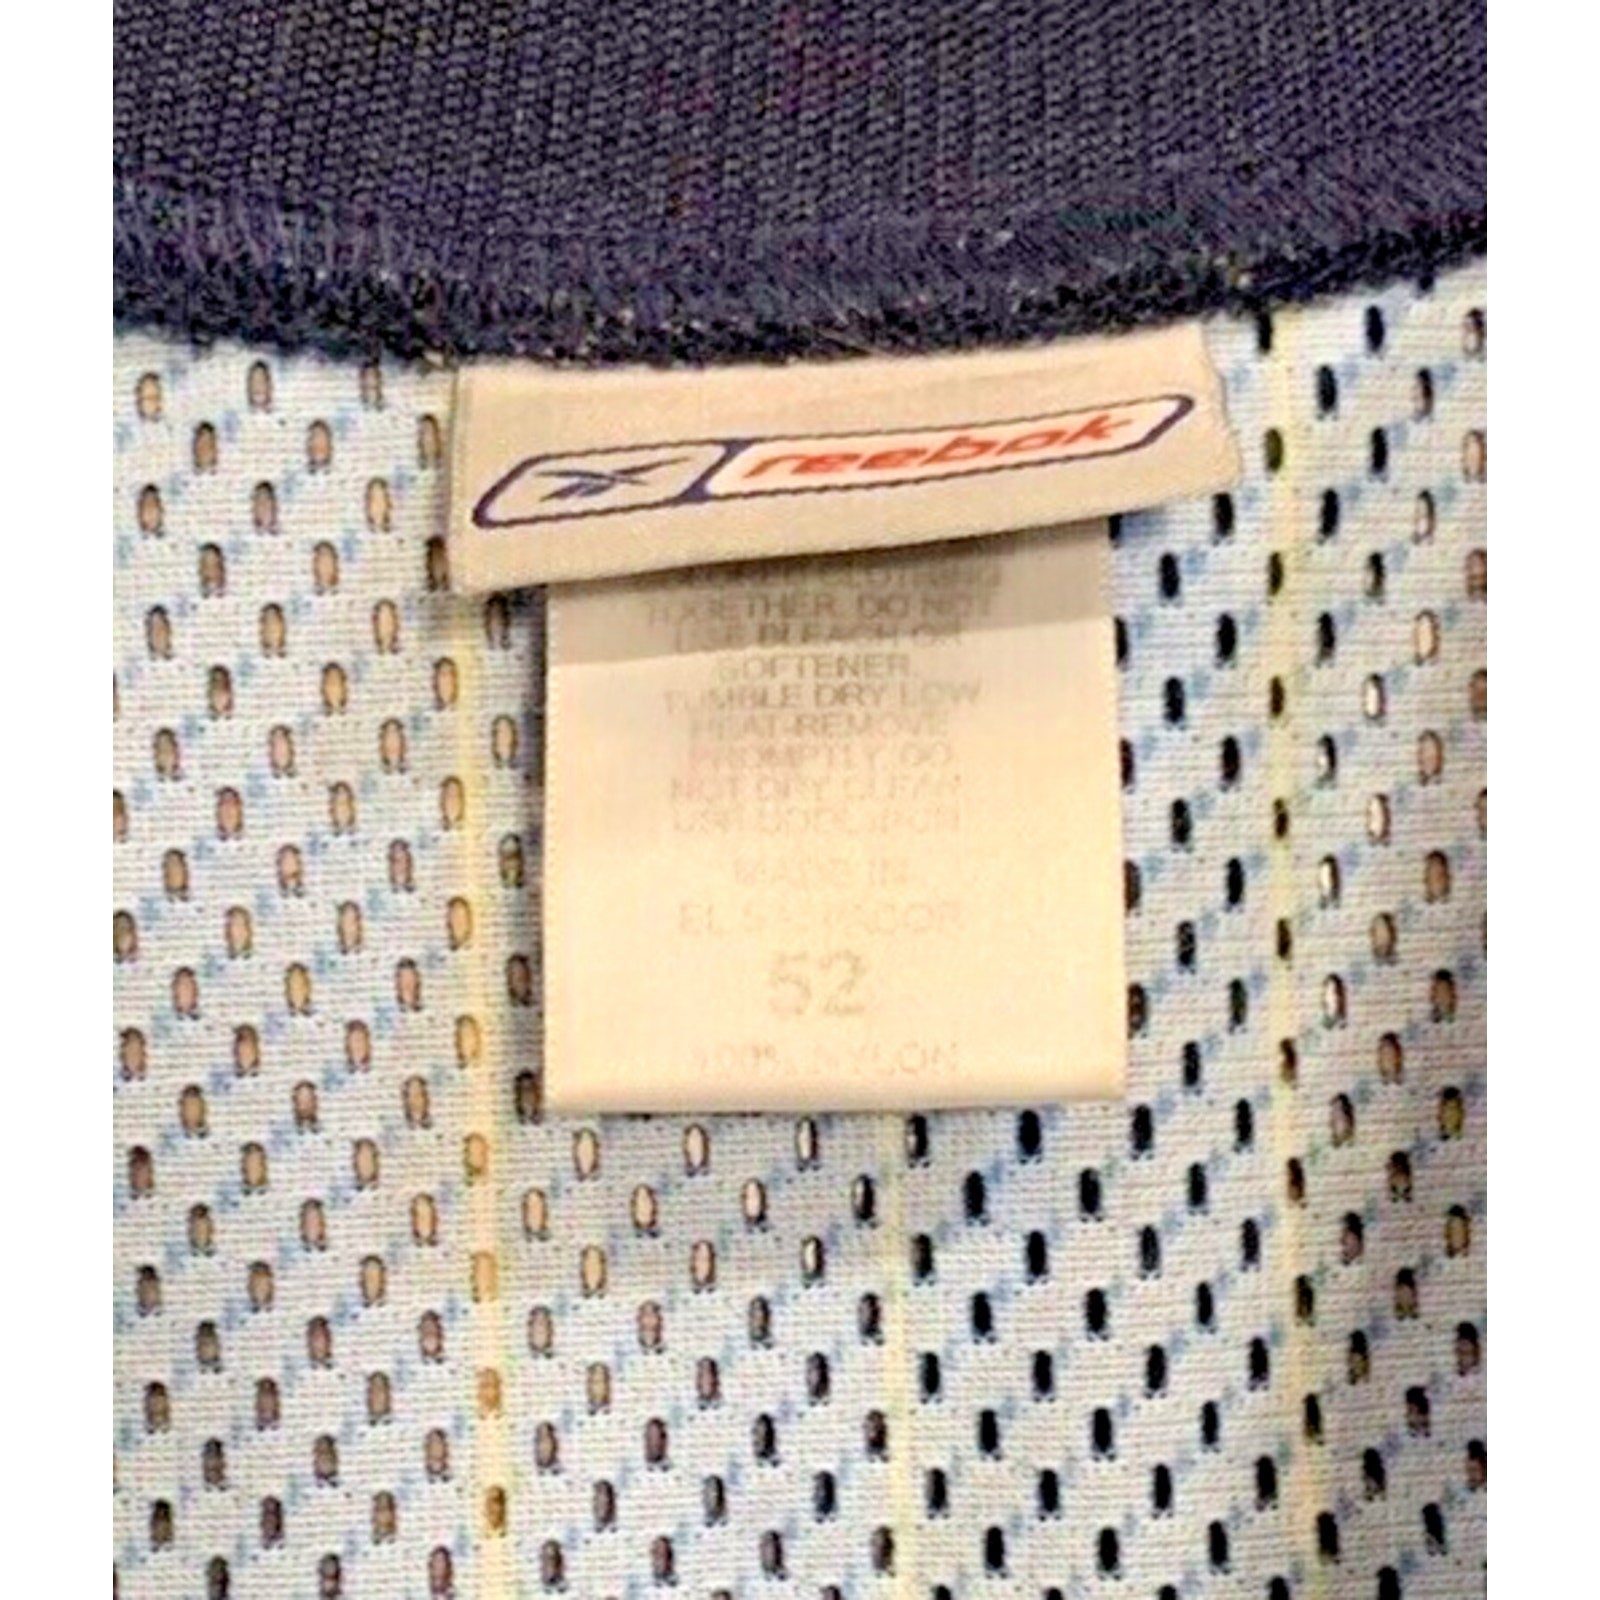 reebok
CLOTHING
TOGETHER. DO NOT
USE BLEACH OR
SOFTENER.
TUMBLE DRY LOW
HEAT-REMOVE
PROMPTLY. DO
NOT DRY CLEAN
MADE IN
EL SALVADOR
52
100% NYLON